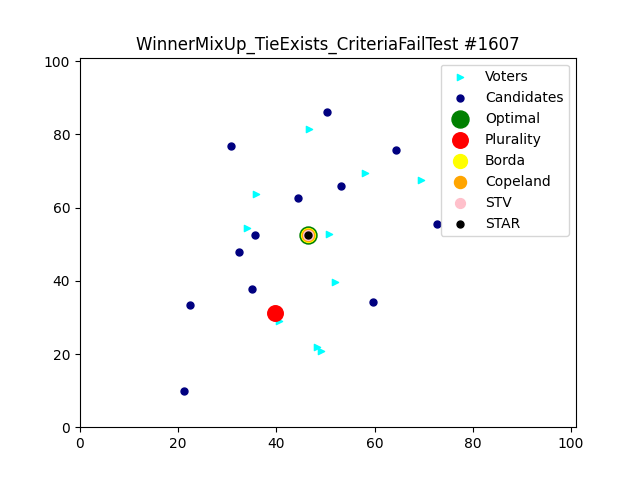 WinnerMixUp_TieExists_CriteriaFailTest #1607
100
80
60
40
20
0
0 20 40 60 80 100
Voters
Candidates
Optimal
Plurality
Borda
Copeland
STV
STAR